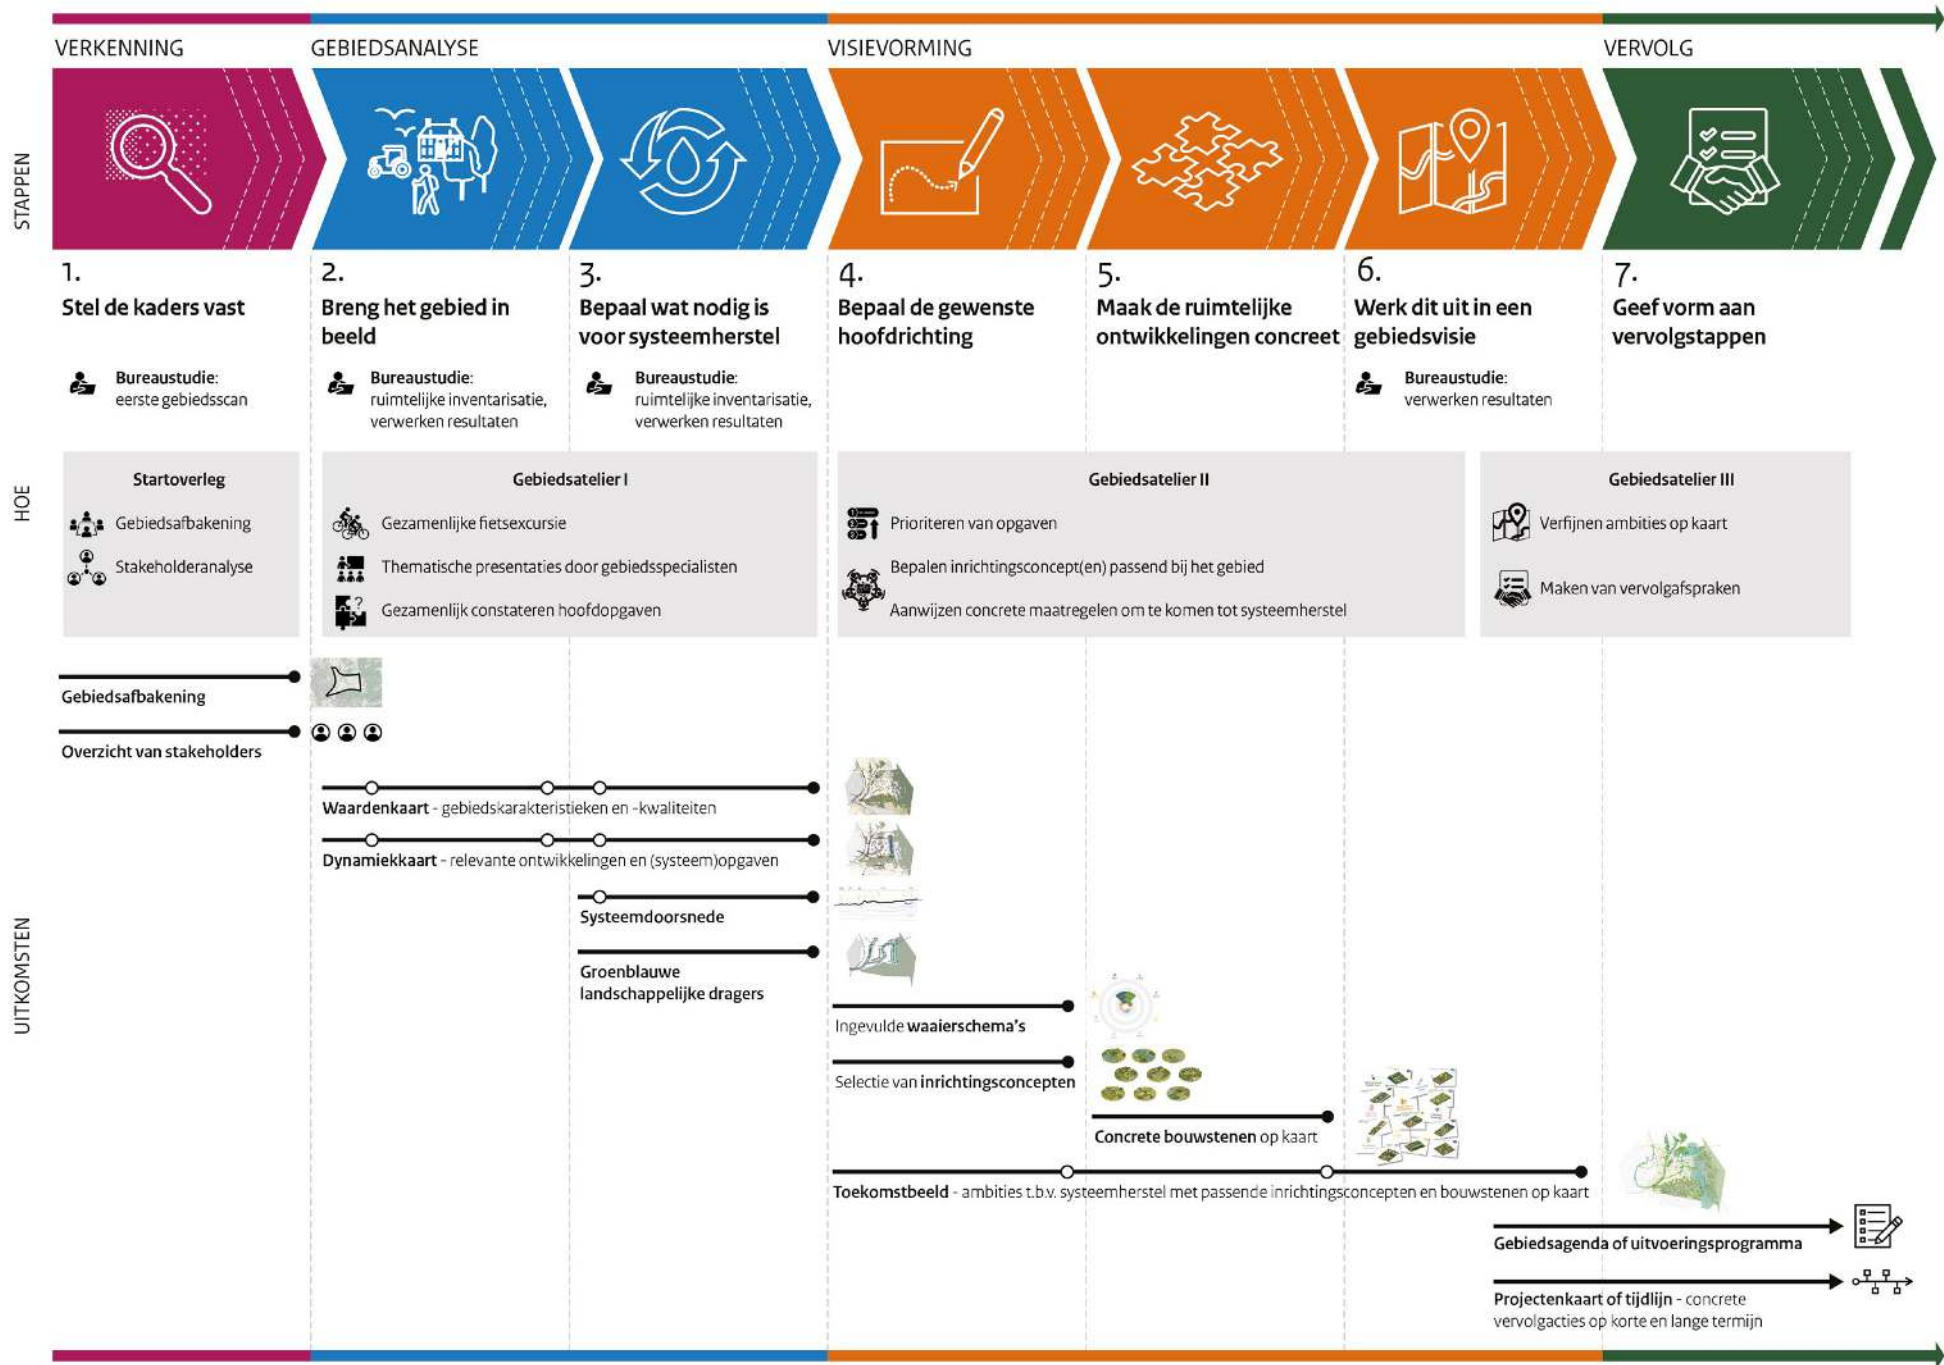 VERKENNING
GEBIEDSANALYSE
VISIEVORMING
VERVOLG
STAPPEN
1.
Stel de kaders vast
2.
Breng het gebied in
beeld
3.
Bepaal wat nodig is
voor systeemherstel
4.
Bepaal de gewenste
hoofdrichting
5.
Maak de ruimtelijke
ontwikkelingen concreet
6.
Werk dit uit in een
gebiedsvisie
7.
Geef vorm aan
vervolgstappen
HOE
Bureaustudie:
eerste gebiedsscan
Bureaustudie:
ruimtelijke inventarisatie,
verwerken resultaten
Bureaustudie:
ruimtelijke inventarisatie,
verwerken resultaten
Bureaustudie:
verwerken resultaten
Startoverleg
Gebiedsafbakening
Stakeholderanalyse
Gebiedsatelier I
Gezamenlijke fietsexcursie
Thematische presentaties door gebiedsspecialisten
Gezamenlijk constateren hoofdopgaven
Gebiedsatelier II
Prioriteren van opgaven
Bepalen inrichtingsconcept(en) passend bij het gebied
Aanwijzen concrete maatregelen om te komen tot systeemherstel
Gebiedsatelier III
Verfijnen ambities op kaart
Maken van vervolgafspraken
UITKOMSTEN
Gebiedsafbakening
Overzicht van stakeholders
Waardenkaart - gebiedskarakteristieken en -kwaliteiten
Dynamiekkaart - relevante ontwikkelingen en (systeem)opgaven
Systeemdoorsnede
Groenblauwe
landschappelijke dragers
Ingevulde waaierschema's
Selectie van inrichtingsconcepten
Concrete bouwstenen op kaart
Toekomstbeeld - ambities t.b.v. systeemherstel met passende inrichtingsconcepten en bouwstenen op kaart
Gebiedsagenda of uitvoeringsprogramma
Projectenkaart of tijdlijn - concrete
vervolgacties op korte en lange termijn